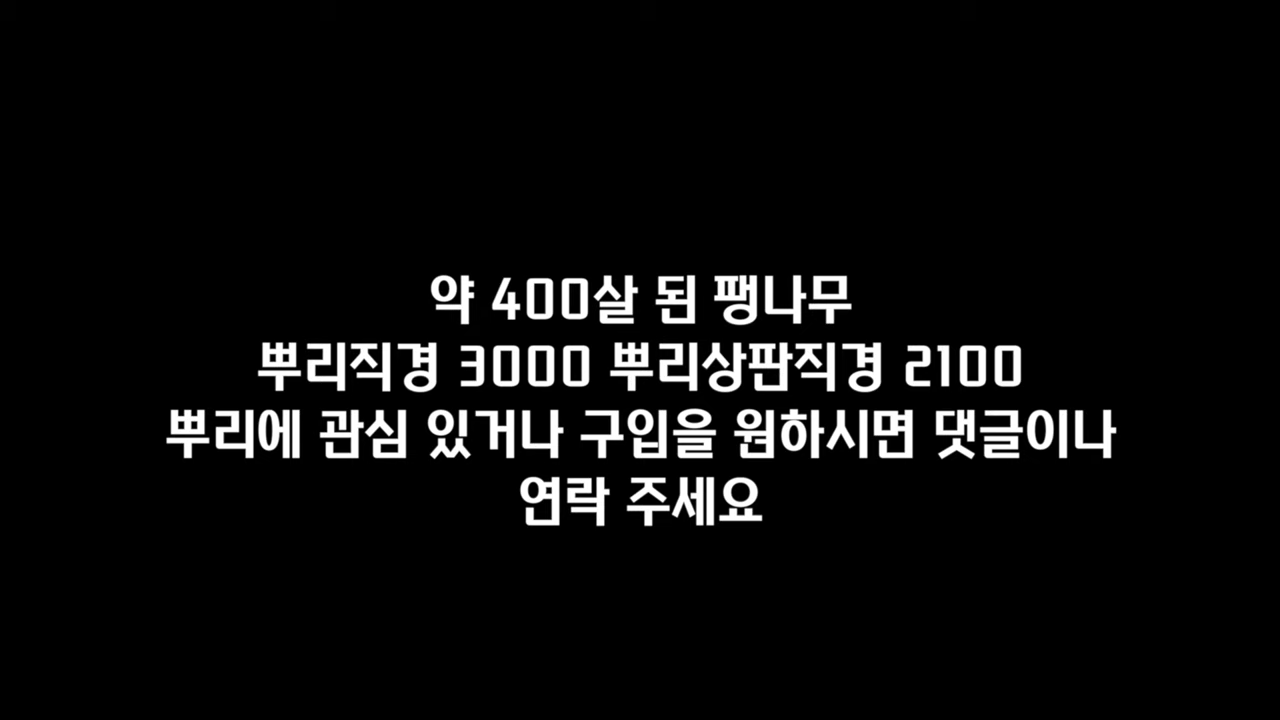 약 400살 된 팽나무
뿌리직경 3000 뿌리상판직경 2100
뿌리에 관심 있거나 구입을 원하시면 댓글이나
연락 주세요